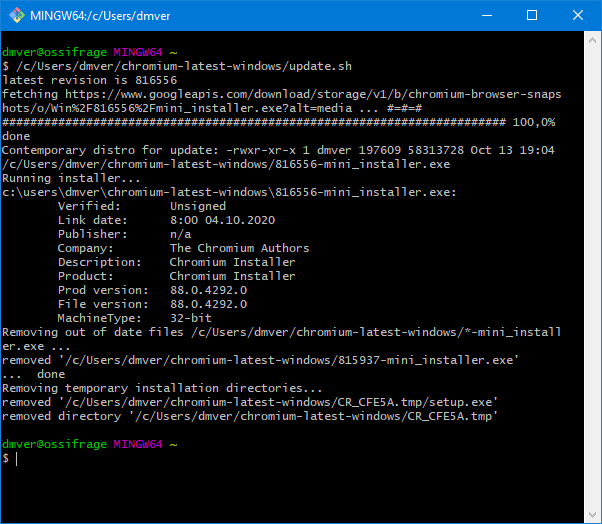 MINGW64:/c/Users/dmver
dmver@ossifrage MINGW64 ~
$ /c/Users/dmver/chromium-latest-windows/update.sh
latest revision is 816556
fetching https://www.googleapis.com/download/storage/v1/b/chromium-browser-snaps
hots/o/Win%2F816556%2Fmini_installer.exe?alt=media ... #=#=#
######################################################################## 100,0%
done
Contemporary distro for update: -rwxr-xr-x 1 dmver 197609 58313728 Oct 13 19:04
/c/Users/dmver/chromium-latest-windows/816556-mini_installer.exe
Running installer...
c:\users\dmver\chromium-latest-windows\816556-mini_installer.exe:
        Verified:       Unsigned
        Link date:      8:00 04.10.2020
        Publisher:      n/a
        Company:        The Chromium Authors
        Description:    Chromium Installer
        Product:        Chromium Installer
        Prod version:   88.0.4292.0
        File version:   88.0.4292.0
        MachineType:    32-bit
Removing out of date files /c/Users/dmver/chromium-latest-windows/*-mini_install
er.exe ...
removed '/c/Users/dmver/chromium-latest-windows/815937-mini_installer.exe'
...  done
Removing temporary installation directories...
removed '/c/Users/dmver/chromium-latest-windows/CR_CFE5A.tmp/setup.exe'
removed directory '/c/Users/dmver/chromium-latest-windows/CR_CFE5A.tmp'
dmver@ossifrage MINGW64 ~
$